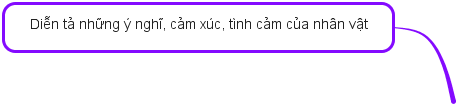 Diễn tả những ý nghĩ, cảm xúc, tình cảm của nhân vật